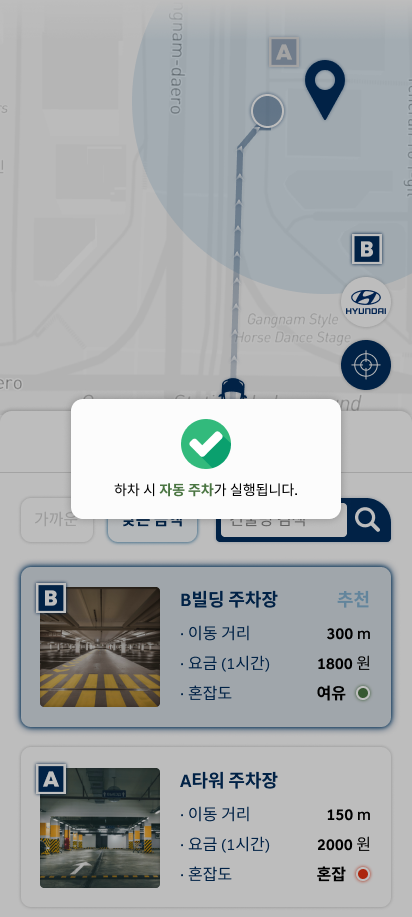 gnam-daero
A
B
HYUNDAI
Gangnam Style
Horse Dance Stage
ero
하차 시 자동 주차가 실행됩니다.
가까운
B
B빌딩 주차장 추천
· 이동 거리 300 m
· 요금 (1시간) 1800 원
· 혼잡도 여유
A
A타워 주차장
· 이동 거리 150 m
· 요금 (1시간) 2000 원
· 혼잡도 혼잡